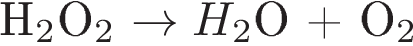 H₂O₂ → H₂O + O₂